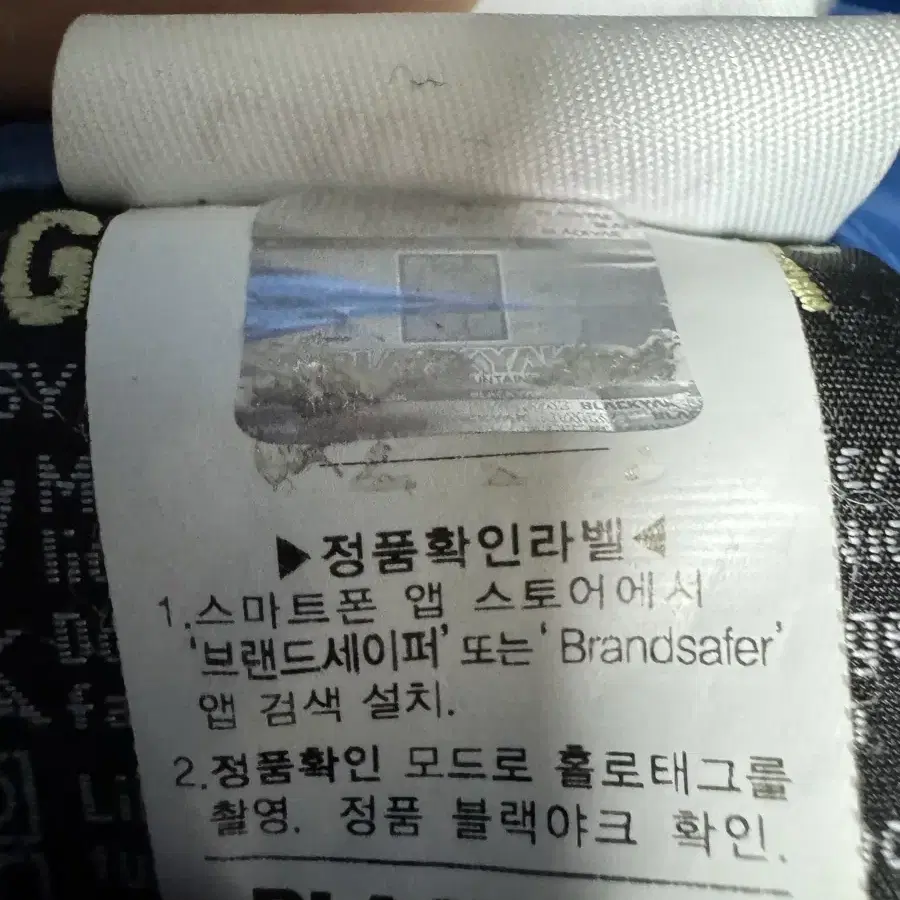 G
BLACKYAK
▶정품확인라벨◀
1.스마트폰 앱 스토어에서
'브랜드세이퍼' 또는 'Brandsafer'
앱 검색 설치.
2.정품확인 모드로 홀로태그를
촬영. 정품 블랙야크 확인.